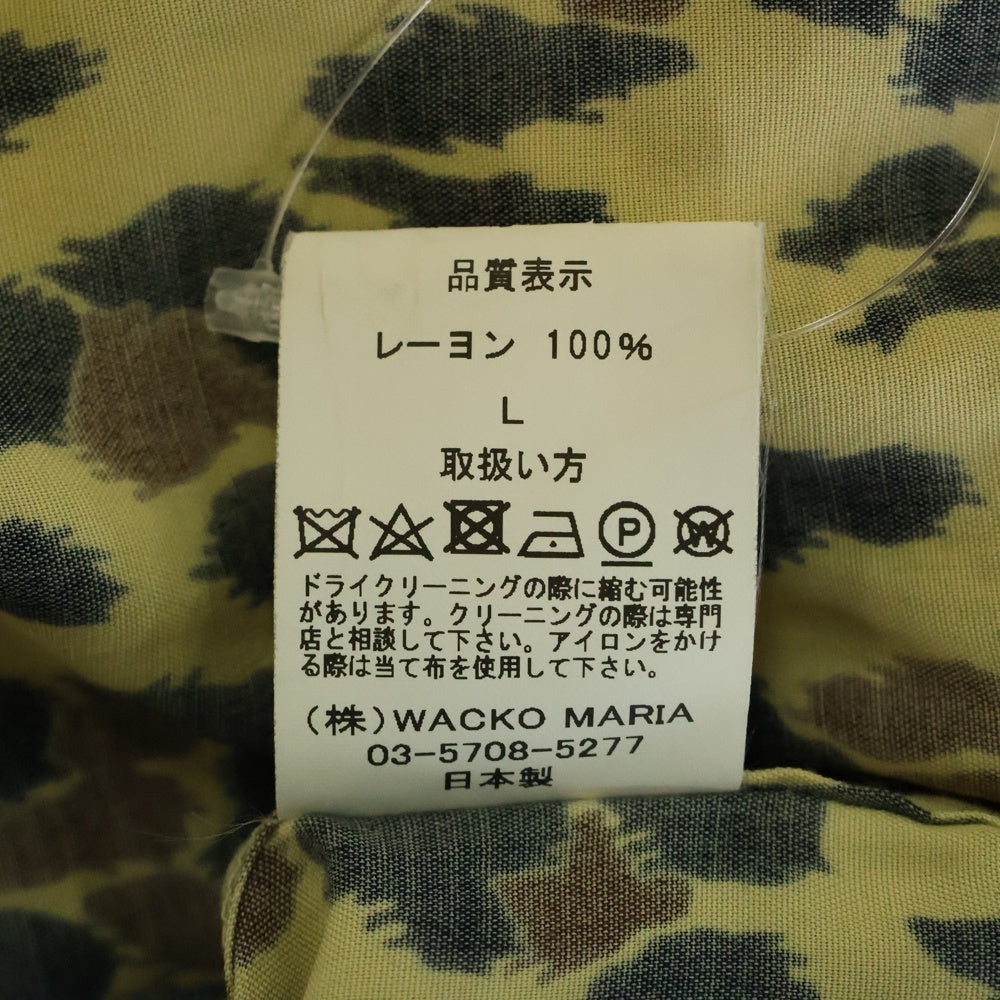 品質表示
レーヨン 100%
L
取扱い方
P W
ドライクリーニングの際に縮む可能性
があります。クリーニングの際は専門
店と相談して下さい。アイロンをかけ
る際は当て布を使用して下さい。
(株)WACKO MARIA
03-5708-5277
日本製